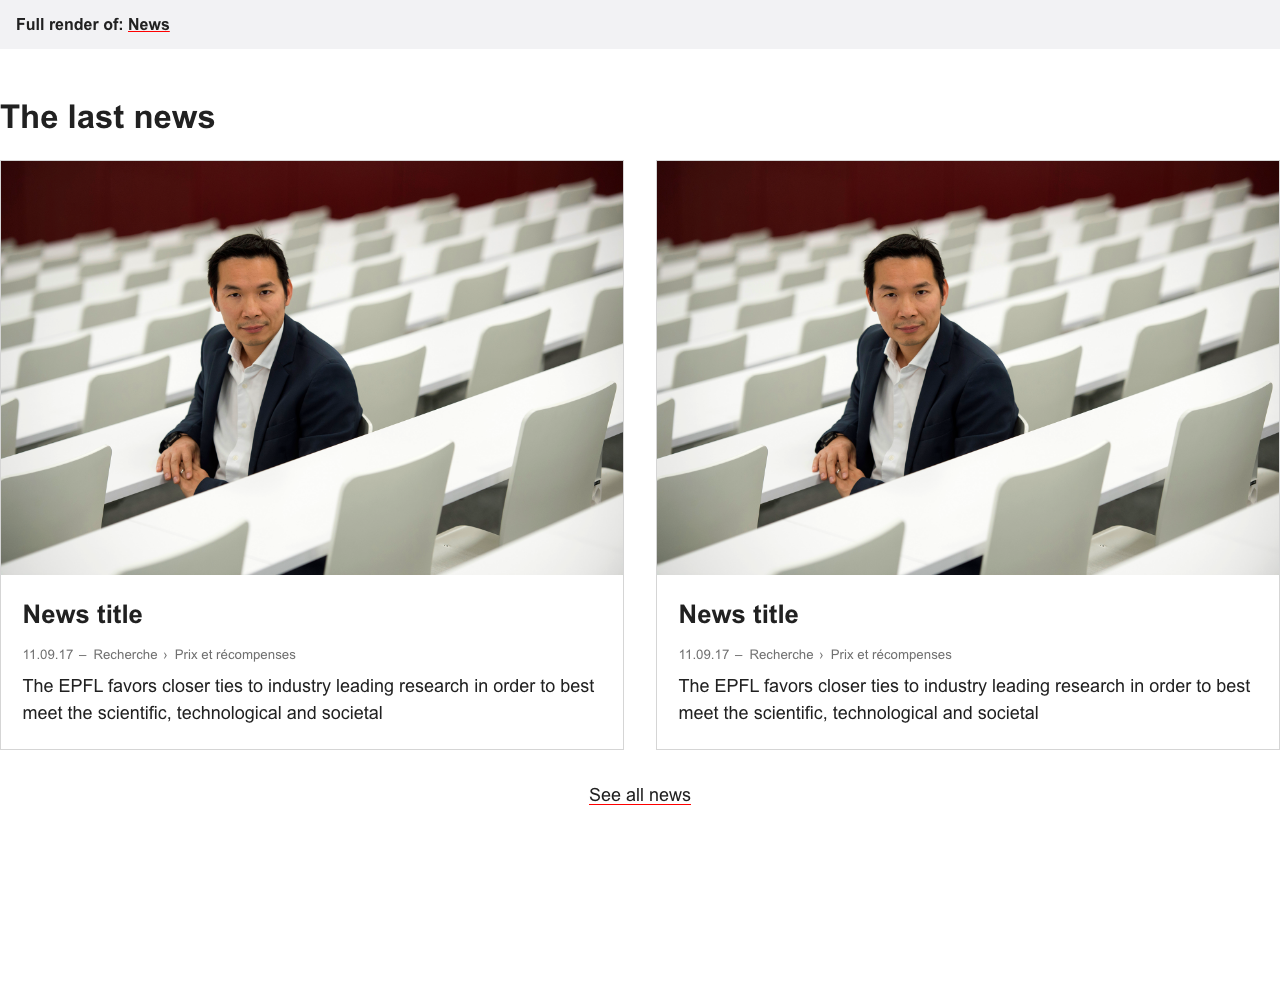 Full render of: News
The last news
News title
11.09.17 – Recherche › Prix et récompenses
The EPFL favors closer ties to industry leading research in order to best
meet the scientific, technological and societal
News title
11.09.17 – Recherche › Prix et récompenses
The EPFL favors closer ties to industry leading research in order to best
meet the scientific, technological and societal
See all news